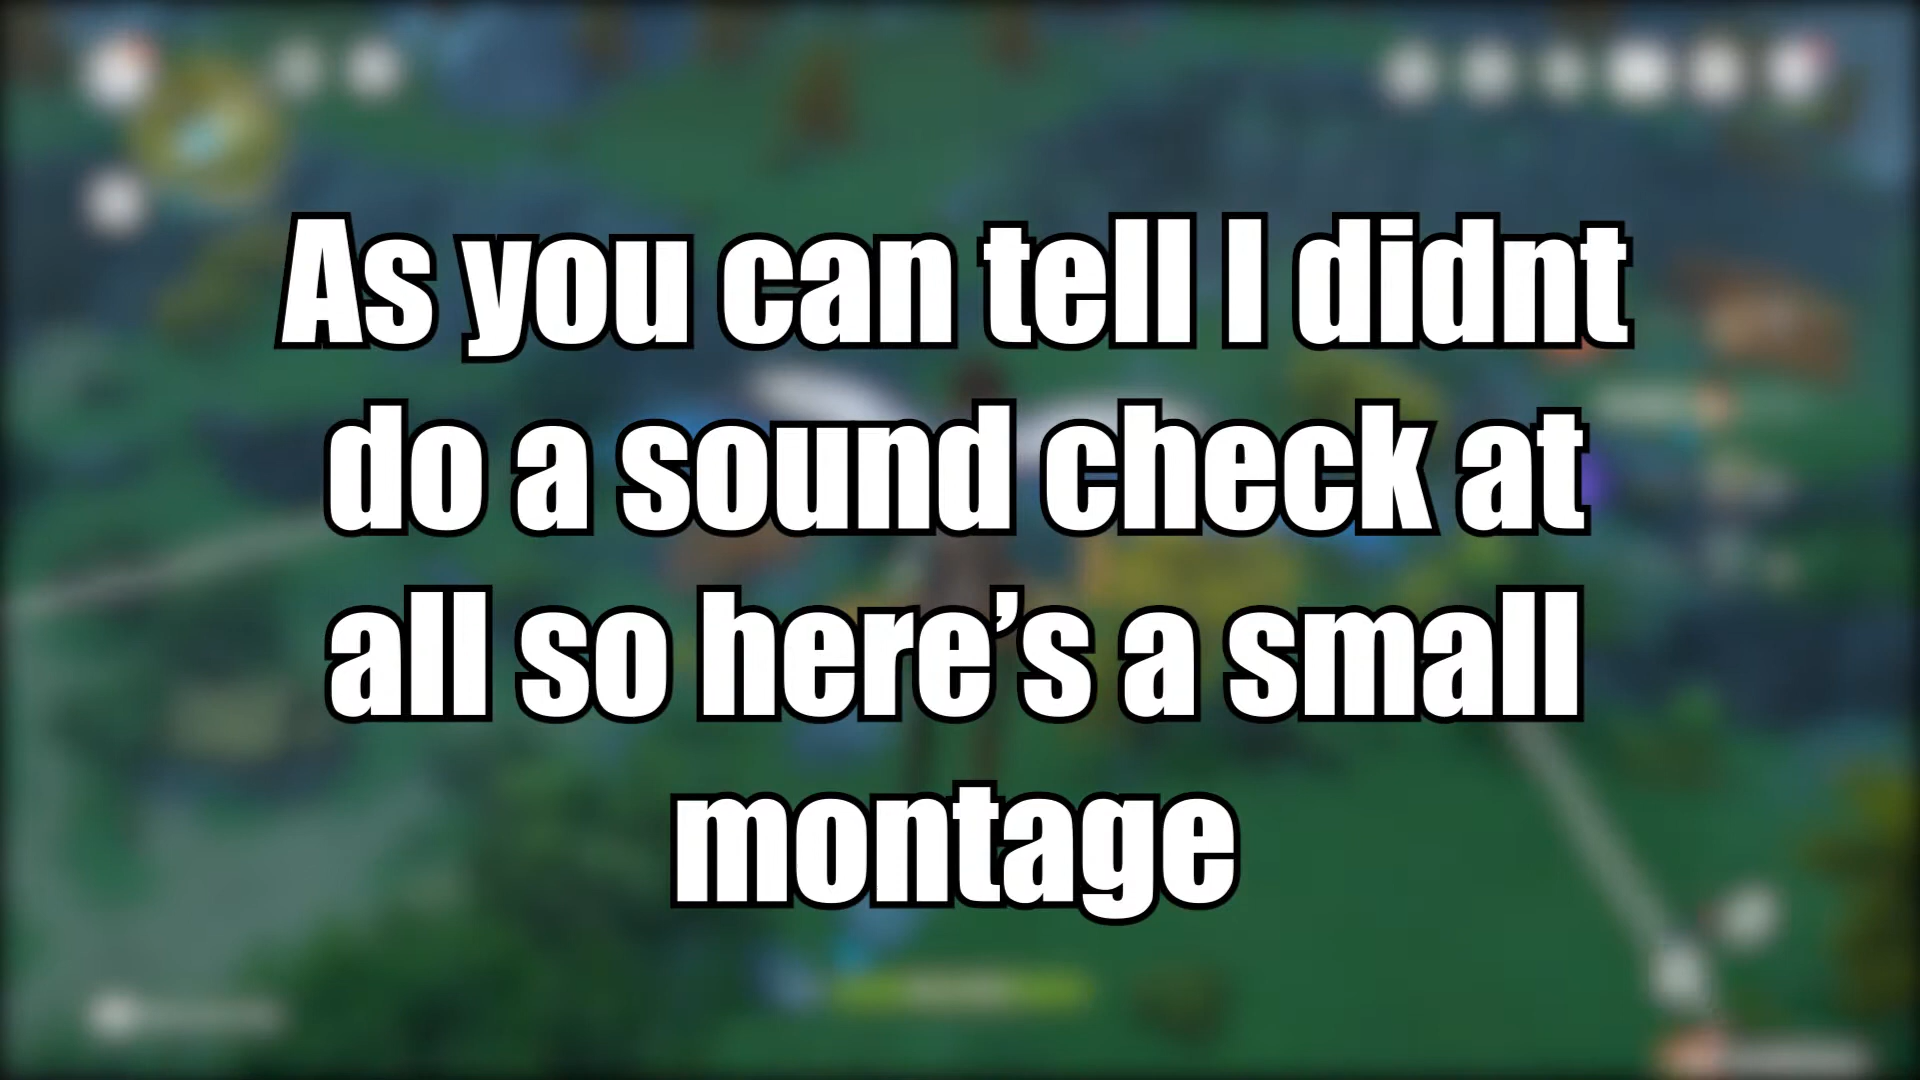 As you can tell I didnt
do a sound check at
all so here’s a small
montage